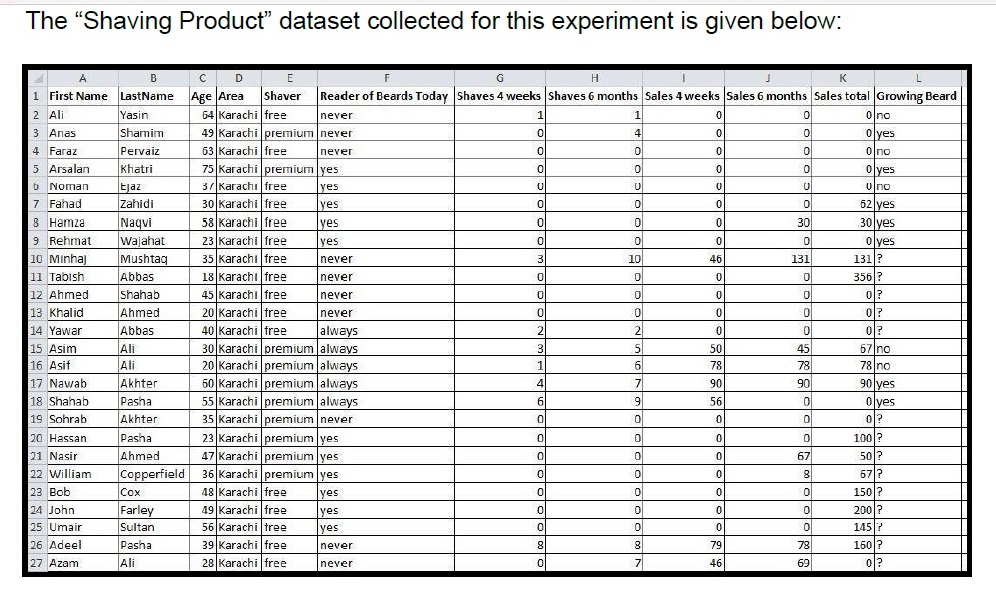 The “Shaving Product” dataset collected for this experiment is given below:
A B C D E F G H I J K L
1 First Name LastName Age Area Shaver Reader of Beards Today Shaves 4 weeks Shaves 6 months Sales 4 weeks Sales 6 months Sales total Growing Beard
2 Ali Yasin 64 Karachi free never 1 1 0 0 0 no
3 Anas Shamim 49 Karachi premium never 0 4 0 0 0 yes
4 Faraz Pervaiz 63 Karachi free never 0 0 0 0 0 no
5 Arsalan Khatri 75 Karachi premium yes 0 0 0 0 0 yes
6 Noman Ejaz 37 Karachi free yes 0 0 0 0 0 no
7 Fahad Zahidi 30 Karachi free yes 0 0 0 0 62 yes
8 Hamza Naqvi 58 Karachi free yes 0 0 0 30 30 yes
9 Rehmat Wajahat 23 Karachi free yes 0 0 0 0 0 yes
10 Minhaj Mushtaq 35 Karachi free never 3 10 46 131 131 ?
11 Tabish Abbas 18 Karachi free never 0 0 0 0 356 ?
12 Ahmed Shahab 45 Karachi free never 0 0 0 0 0 ?
13 Khalid Ahmed 20 Karachi free never 0 0 0 0 0 ?
14 Yawar Abbas 40 Karachi free always 2 2 0 0 0 ?
15 Asim Ali 30 Karachi premium always 3 5 50 45 67 no
16 Asif Ali 20 Karachi premium always 1 6 78 78 78 no
17 Nawab Akhter 60 Karachi premium always 4 7 90 90 90 yes
18 Shahab Pasha 55 Karachi premium always 6 9 56 0 0 yes
19 Sohrab Akhter 35 Karachi premium never 0 0 0 0 0 ?
20 Hassan Pasha 23 Karachi premium yes 0 0 0 0 100 ?
21 Nasir Ahmed 47 Karachi premium yes 0 0 0 67 50 ?
22 William Copperfield 36 Karachi premium yes 0 0 0 8 67 ?
23 Bob Cox 48 Karachi free yes 0 0 0 0 150 ?
24 John Farley 49 Karachi free yes 0 0 0 0 200 ?
25 Umair Sultan 56 Karachi free yes 0 0 0 0 145 ?
26 Adeel Pasha 39 Karachi free never 8 8 79 78 160 ?
27 Azam Ali 28 Karachi free never 0 7 46 69 0 ?